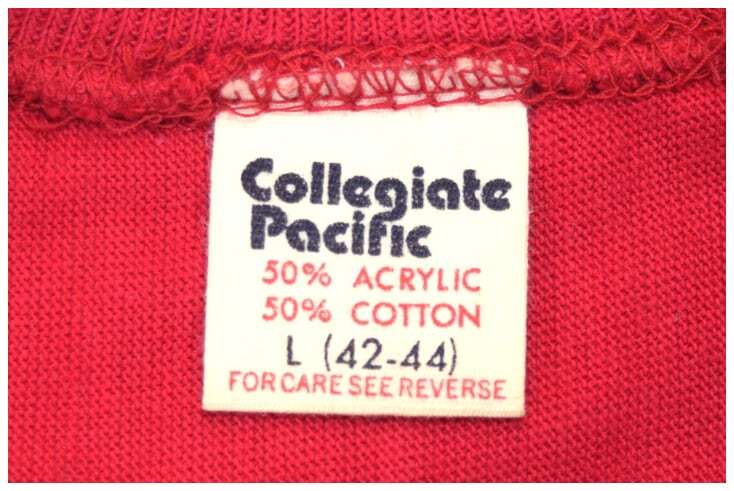 Collegiate
Pacific
50% ACRYLIC
50% COTTON
L (42-44)
FOR CARE SEE REVERSE